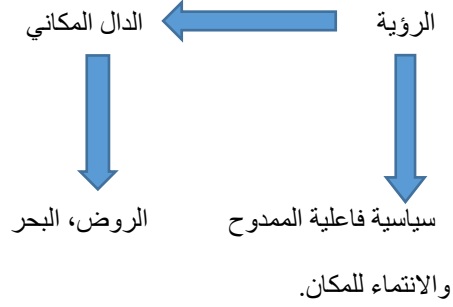 الرؤية
الدال المكاني
سياسية فاعلية الممدوح
الروض، البحر
والانتماء للمكان.